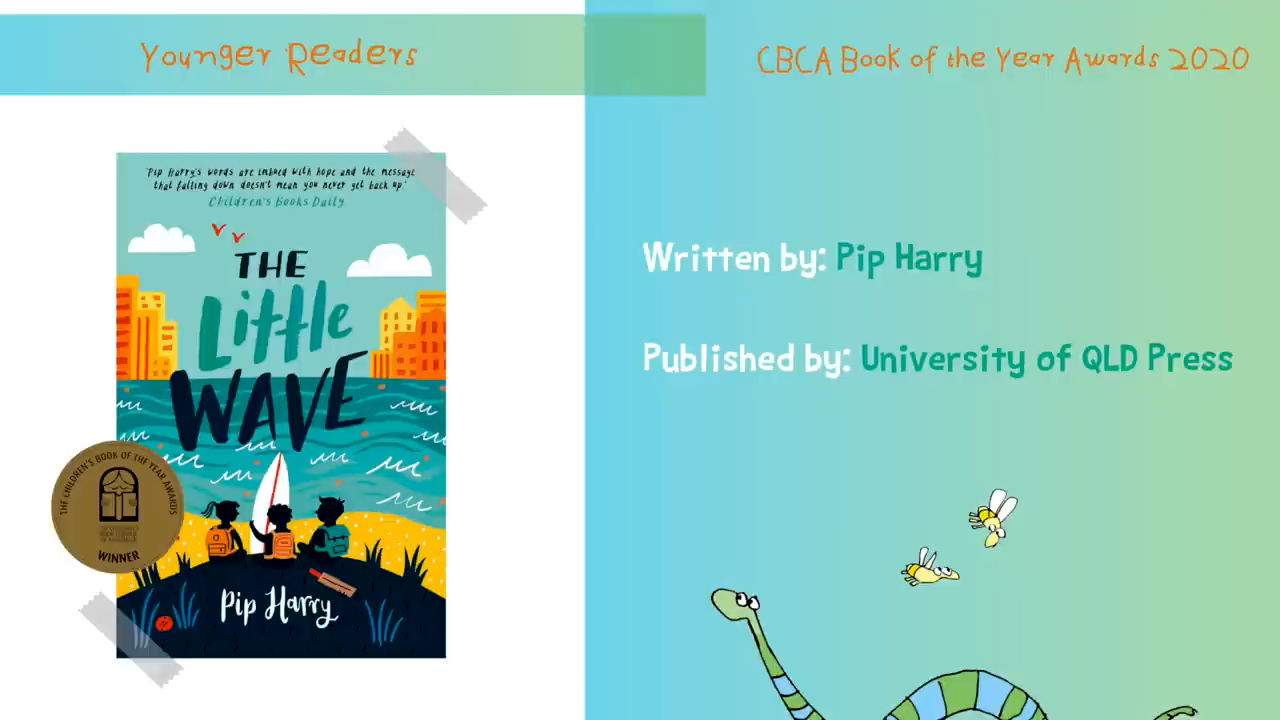 Younger Readers
CBCA Book of the Year Awards 2020
'Pip Harry's words are imbued with hope and the message
that falling down doesn't mean you never get back up.'
Children's Books Daily
THE
Little
WAVE
Pip Harry
THE CHILDREN'S BOOK OF THE YEAR AWARDS
WINNER
Written by: Pip Harry
Published by: University of QLD Press